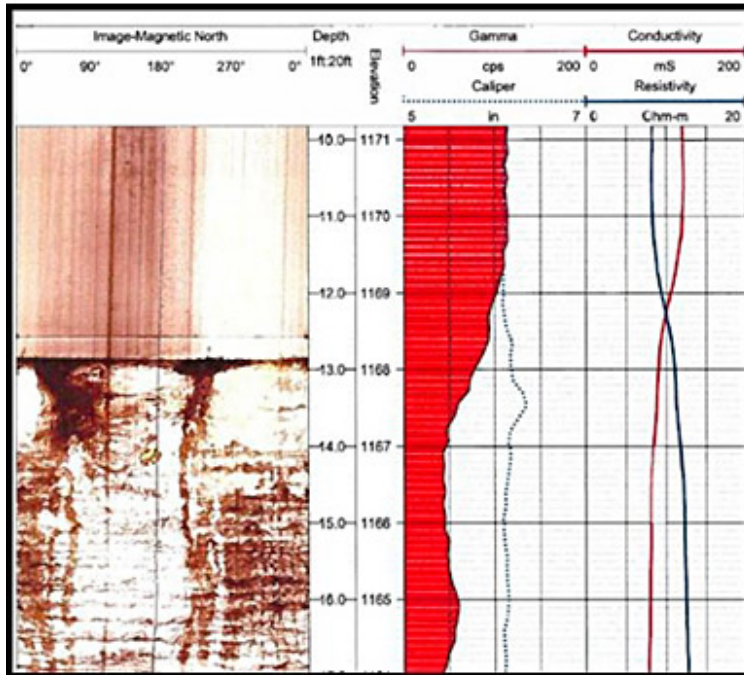 Image-Magnetic North Depth Gamma Conductivity
0° 90° 180° 270° 0° 1ft:20ft Elevation 0 cps 200 0 mS 200
Caliper Resistivity
5 in 7 0 Ohm-m 20
10.0 1171
11.0 1170
12.0 1169
13.0 1168
14.0 1167
15.0 1166
16.0 1165